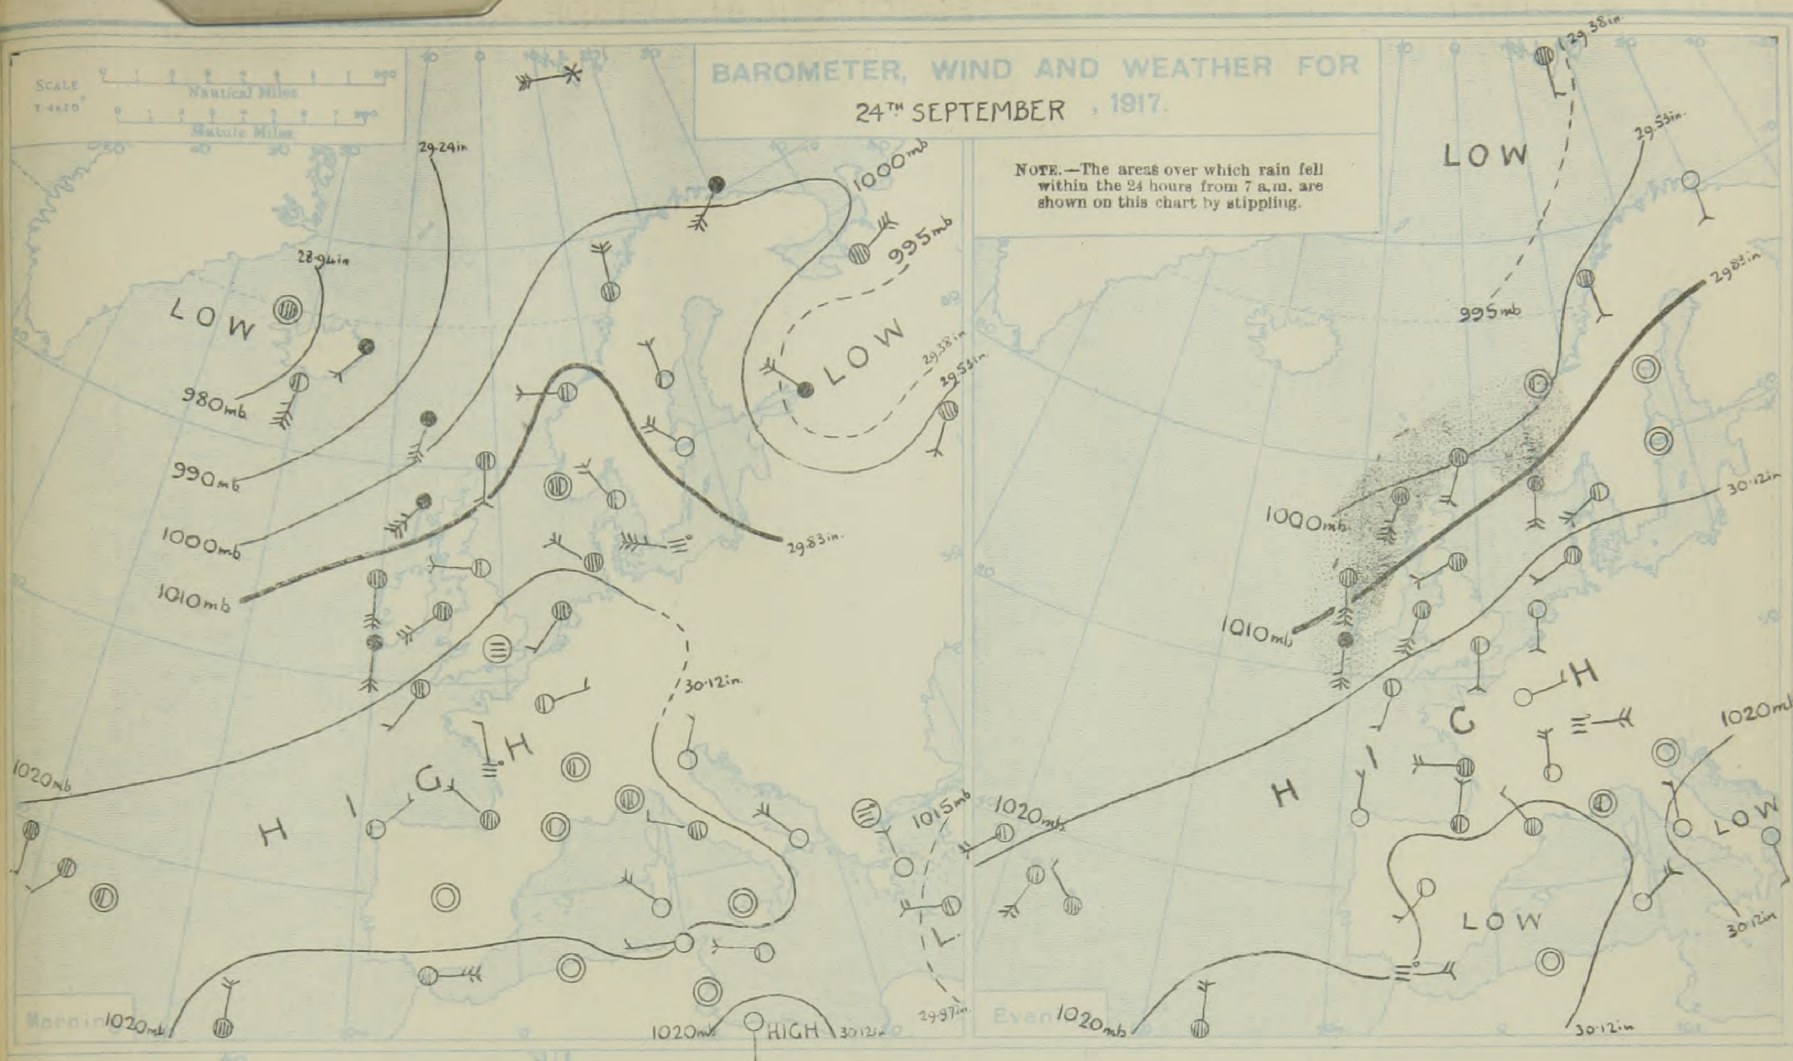 SCALE
Nautical Miles
Statute Miles
BAROMETER, WIND AND WEATHER FOR
24TH SEPTEMBER, 1917.
NOTE.—The areas over which rain fell
within the 24 hours from 7 a.m. are
shown on this chart by stippling.
29·24in
28·94in
LOW
980mb
990mb
1000mb
1010mb
1020mb
1000mb
995mb
LOW
29·38in
29·53in
29·83in.
30·12in
HIGH
1015mb
L.
29·97in.
1020mb
1020mb
HIGH
30·12in
Morning
29·38in.
LOW
29·53in.
29·83in
995mb
1000mb
30·12in
1010mb
HIGH
1020mb
1020mb
LOW
30·12in
LOW
1020mb
30·12in